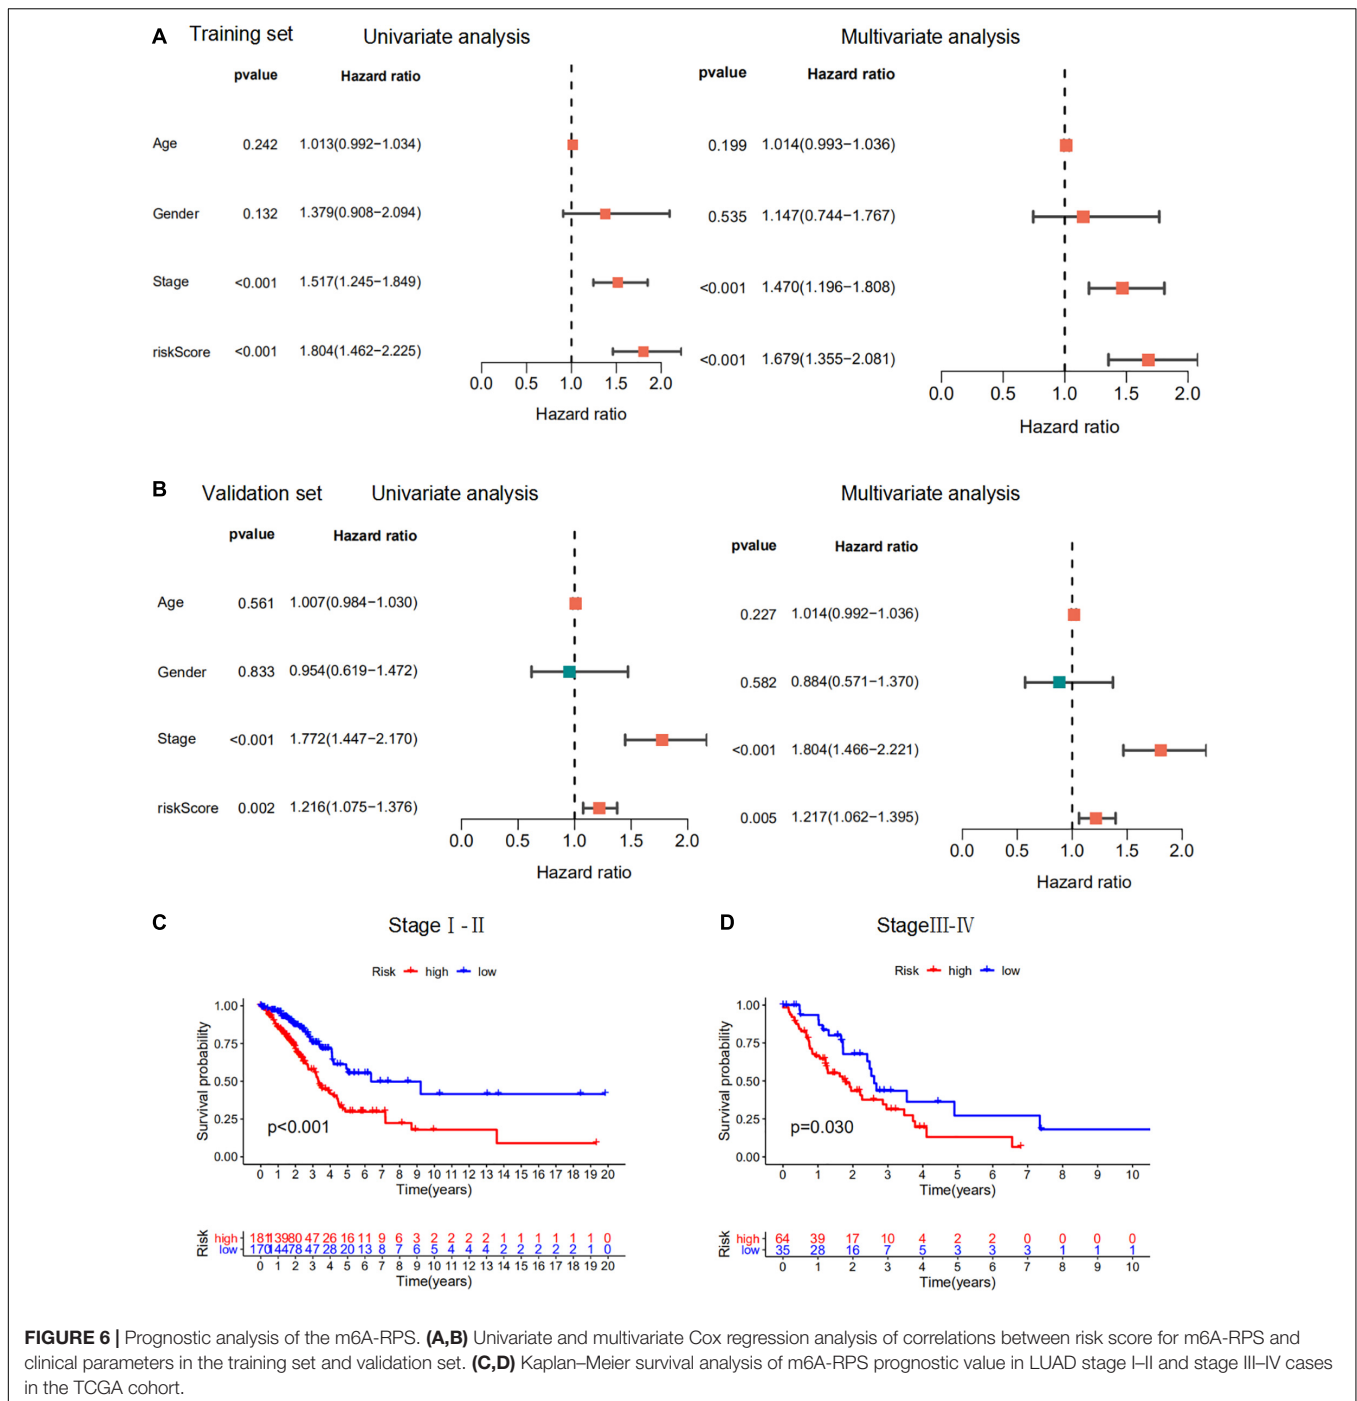 A Training set Univariate analysis Multivariate analysis
pvalue Hazard ratio pvalue Hazard ratio
Age 0.242 1.013(0.992−1.034) 0.199 1.014(0.993−1.036)
Gender 0.132 1.379(0.908−2.094) 0.535 1.147(0.744−1.767)
Stage <0.001 1.517(1.245−1.849) <0.001 1.470(1.196−1.808)
riskScore <0.001 1.804(1.462−2.225) <0.001 1.679(1.355−2.081)
0.0 0.5 1.0 1.5 2.0 0.0 0.5 1.0 1.5 2.0
Hazard ratio Hazard ratio
B Validation set Univariate analysis Multivariate analysis
pvalue Hazard ratio pvalue Hazard ratio
Age 0.561 1.007(0.984−1.030) 0.227 1.014(0.992−1.036)
Gender 0.833 0.954(0.619−1.472) 0.582 0.884(0.571−1.370)
Stage <0.001 1.772(1.447−2.170) <0.001 1.804(1.466−2.221)
riskScore 0.002 1.216(1.075−1.376) 0.005 1.217(1.062−1.395)
0.0 0.5 1.0 1.5 2.0 0.0 0.5 1.0 1.5 2.0
Hazard ratio Hazard ratio
C Stage Ⅰ - Ⅱ
Risk high low
Survival probability
1.00
0.75
0.50
0.25
0.00
p<0.001
0 1 2 3 4 5 6 7 8 9 10 11 12 13 14 15 16 17 18 19 20
Time(years)
Risk
high 181 139 80 47 26 16 11 9 6 3 2 2 2 2 1 1 1 1 1 1 0
low 170 144 78 47 28 20 13 8 7 6 5 4 4 4 2 2 2 2 2 1 0
0 1 2 3 4 5 6 7 8 9 10 11 12 13 14 15 16 17 18 19 20
Time(years)
D StageⅢ-Ⅳ
Risk high low
Survival probability
1.00
0.75
0.50
0.25
0.00
p=0.030
0 1 2 3 4 5 6 7 8 9 10
Time(years)
Risk
high 64 39 17 10 4 2 2 0 0 0 0
low 35 28 16 7 5 3 3 3 1 1 1
0 1 2 3 4 5 6 7 8 9 10
Time(years)
FIGURE 6 | Prognostic analysis of the m6A-RPS. (A,B) Univariate and multivariate Cox regression analysis of correlations between risk score for m6A-RPS and
clinical parameters in the training set and validation set. (C,D) Kaplan–Meier survival analysis of m6A-RPS prognostic value in LUAD stage I–II and stage III–IV cases
in the TCGA cohort.